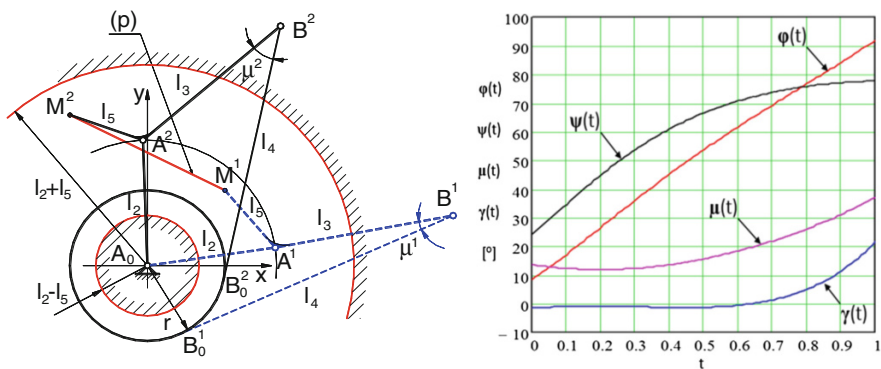 (p)
B²
μ²
M²
l₅
y
l₃
A²
l₄
M¹
l₂+l₅
l₂
l₅
l₃
B¹
l₂
A₀
x
A¹
μ¹
B₀²
l₂-l₅
r
l₄
B₀¹
100
90
φ(t)
80
φ(t)
70
ψ(t)
ψ(t)
60
50
μ(t)
40
γ(t)
30
μ(t)
20
[°]
10
0
γ(t)
– 10
0 0.1 0.2 0.3 0.4 0.5 0.6 0.7 0.8 0.9 1
t